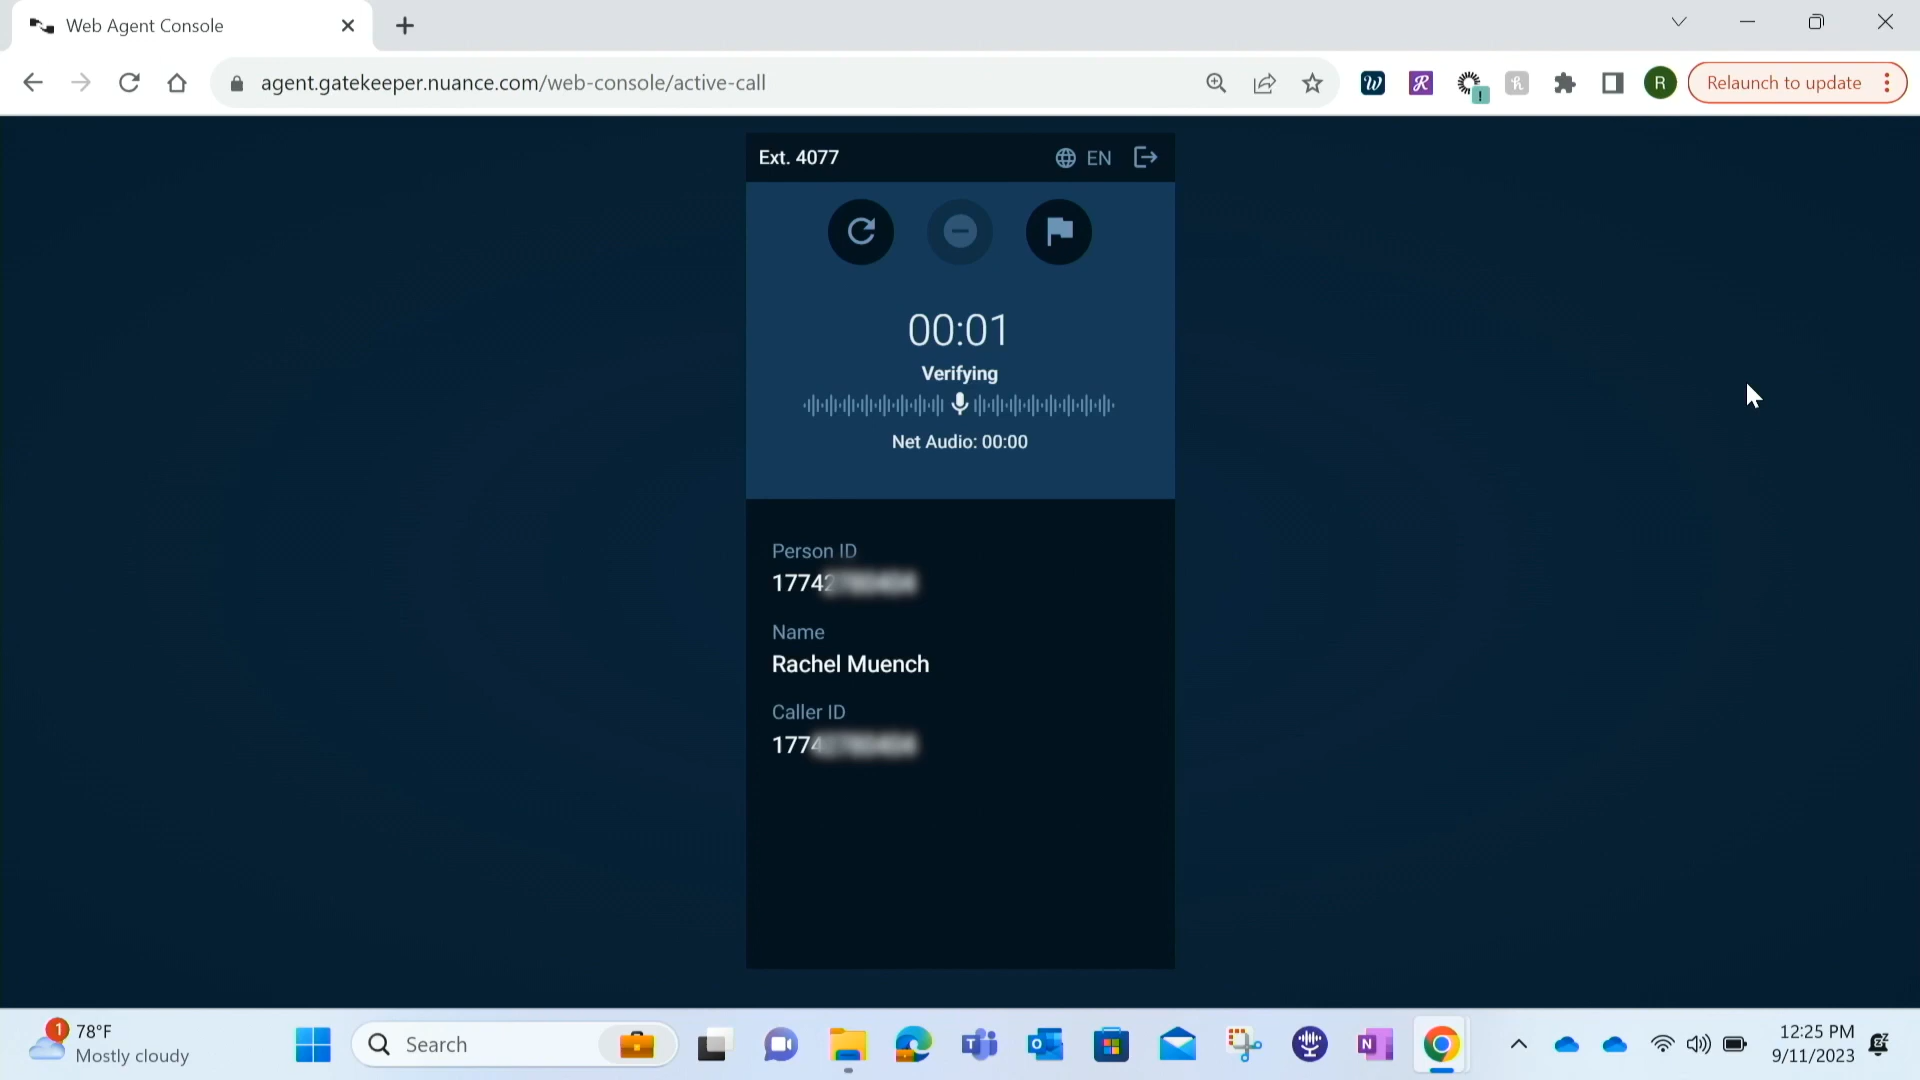 Web Agent Console
agent.gatekeeper.nuance.com/web-console/active-call
R
Relaunch to update
Ext. 4077
EN
00:01
Verifying
Net Audio: 00:00
Person ID
17742
Name
Rachel Muench
Caller ID
1774
1
78°F
Mostly cloudy
Search
12:25 PM
9/11/2023